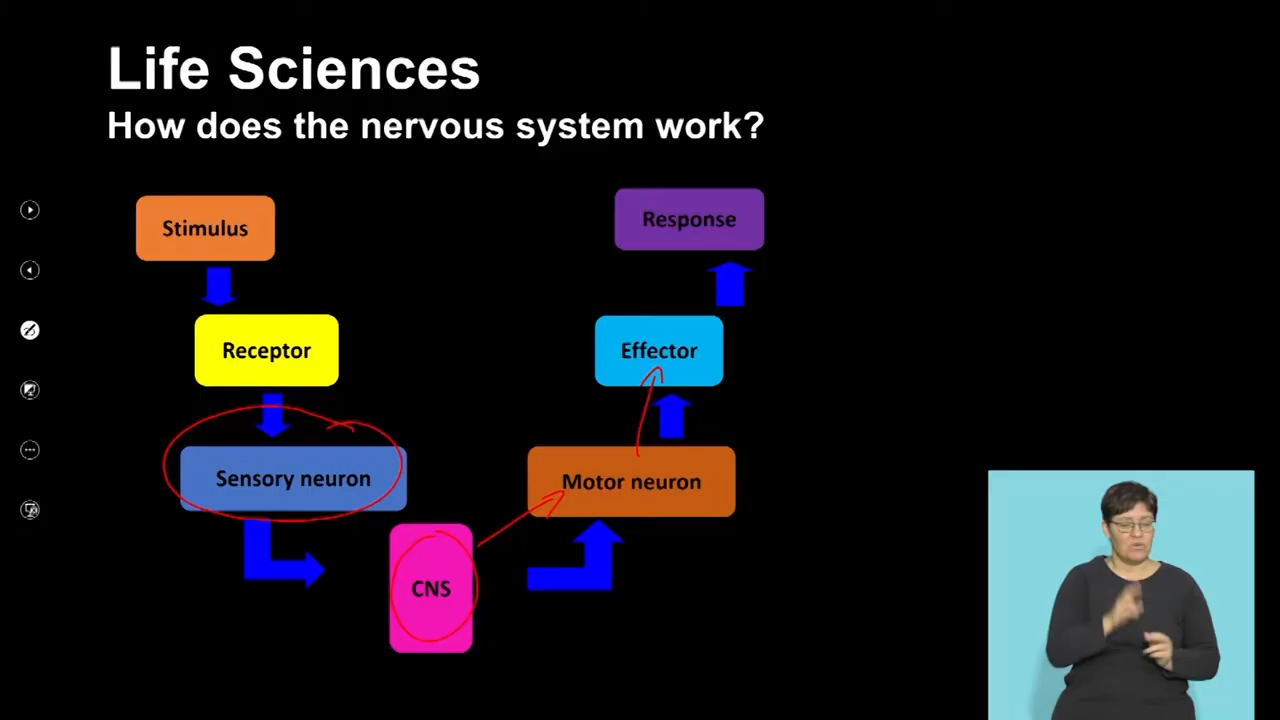 Life Sciences
How does the nervous system work?
Stimulus
Receptor
Sensory neuron
CNS
Motor neuron
Effector
Response